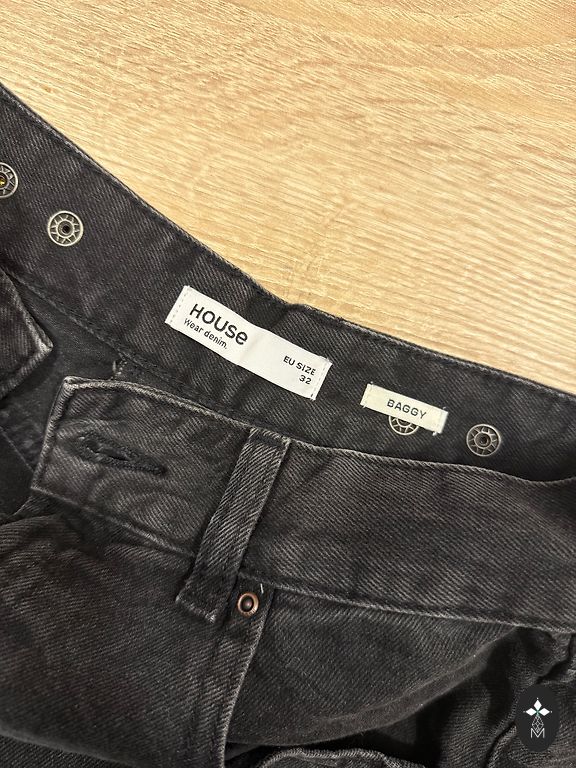 House
Wear denim.
EU SIZE
32
BAGGY